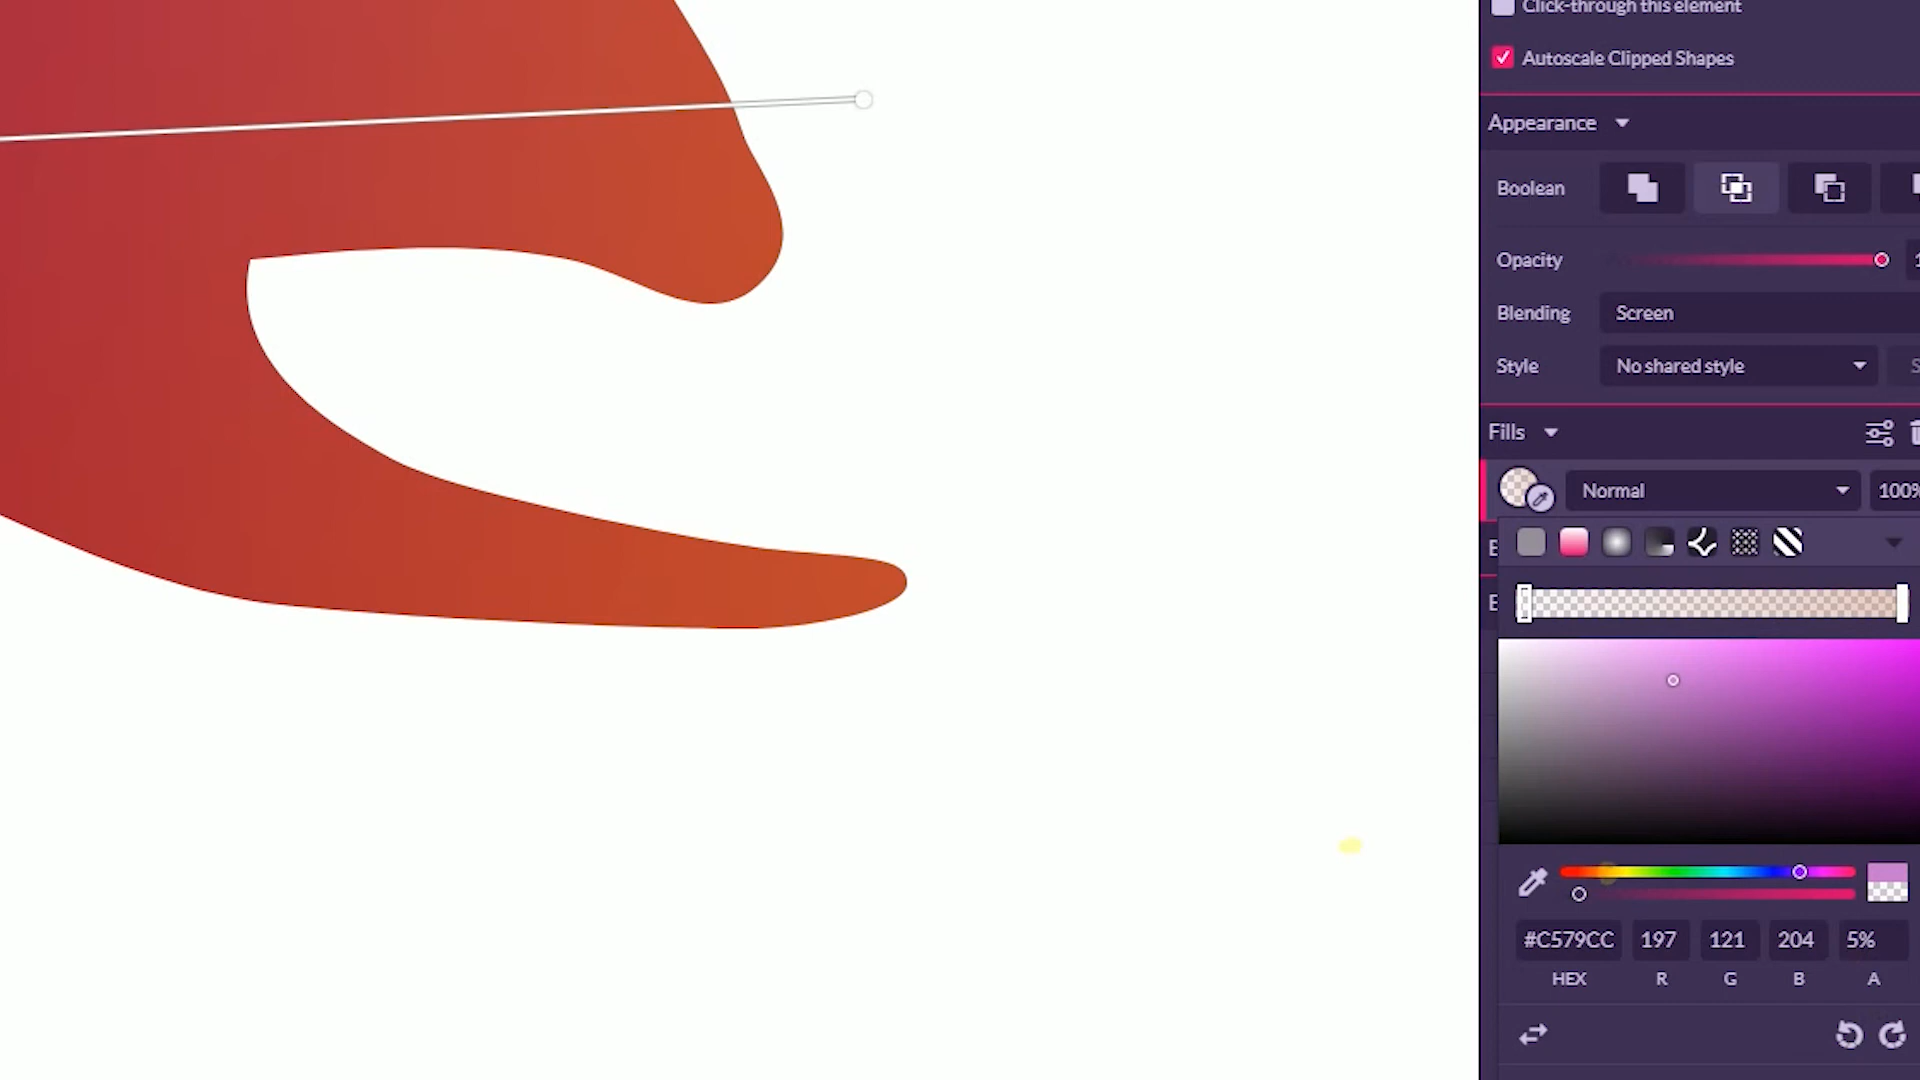 Click-through this element
Autoscale Clipped Shapes
Appearance
Boolean
Opacity
Blending
Screen
Style
No shared style
Fills
Normal
100%
#C579CC
197
121
204
5%
HEX
R
G
B
A